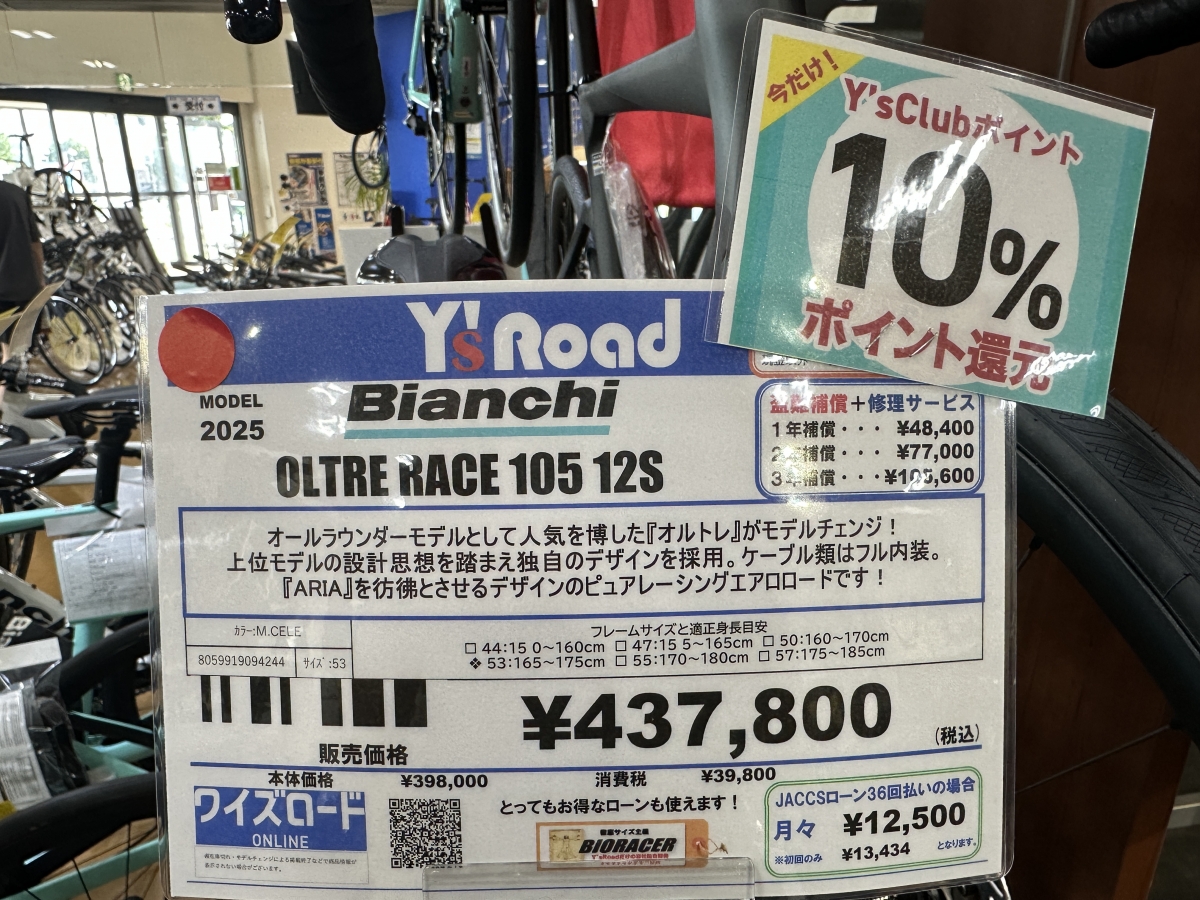 受付
今だけ!
Y'sClubポイント
10%
ポイント還元
Y's Road
MODEL
2025
Bianchi
OLTRE RACE 105 12S
盗難補償+修理サービス
1年補償・・・ ¥48,400
2年補償・・・ ¥77,000
3年補償・・・¥105,600
オールラウンダーモデルとして人気を博した『オルトレ』がモデルチェンジ!
上位モデルの設計思想を踏まえ独自のデザインを採用。ケーブル類はフル内装。
『ARIA』を彷彿とさせるデザインのピュアレーシングエアロロードです!
カラー:M.CELE
8059919094244
サイズ:53
フレームサイズと適正身長目安
□ 44:15 0~160cm □ 47:15 5~165cm □ 50:160~170cm
❖ 53:165~175cm □ 55:170~180cm □ 57:175~185cm
販売価格
¥437,800
(税込)
本体価格 ¥398,000 消費税 ¥39,800
ワイズロード
ONLINE
とってもお得なローンも使えます!
BIORACER
JACCSローン36回払いの場合
月々 ¥12,500
※初回のみ ¥13,434 となります。